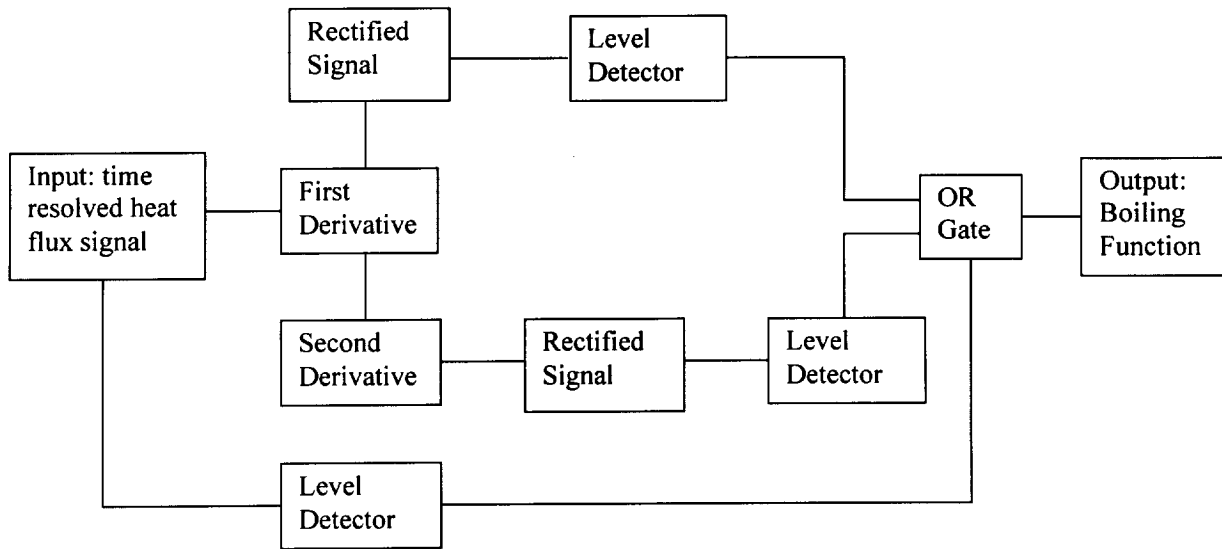 Rectified
Signal
Level
Detector
Input: time
resolved heat
flux signal
First
Derivative
OR
Gate
Output:
Boiling
Function
Second
Derivative
Rectified
Signal
Level
Detector
Level
Detector